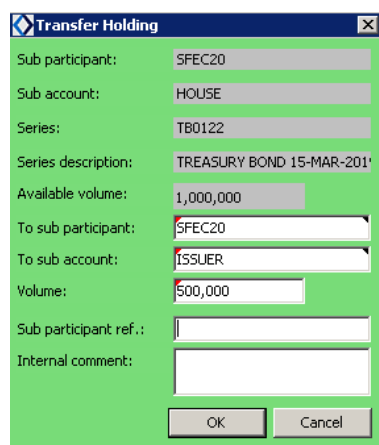 Transfer Holding
Sub participant: SFEC20
Sub account: HOUSE
Series: TB0122
Series description: TREASURY BOND 15-MAR-201
Available volume: 1,000,000
To sub participant: SFEC20
To sub account: ISSUER
Volume: 500,000
Sub participant ref.:
Internal comment:
OK Cancel